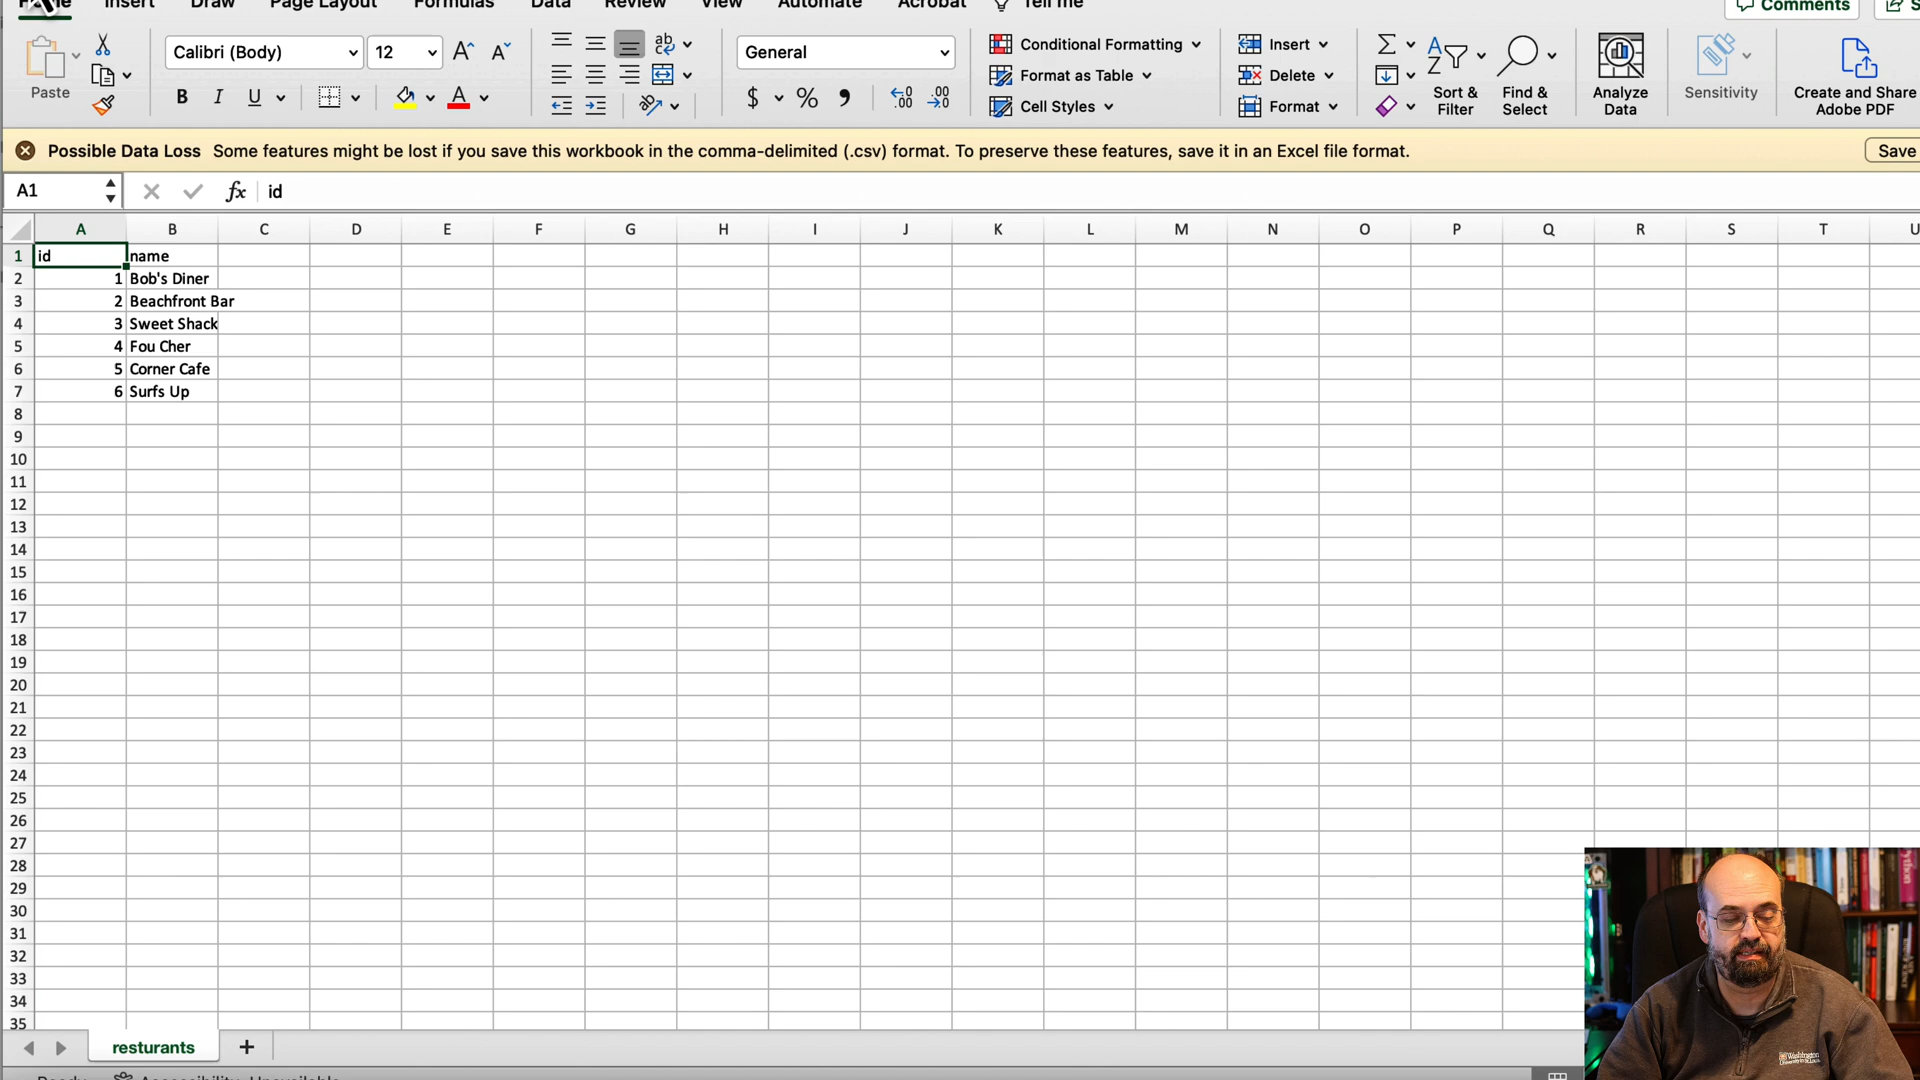 Insert Draw Page Layout Formulas Data Review View Automate Acrobat Tell me Comments
Paste Calibri (Body) 12 General Conditional Formatting Insert Sort & Filter Find & Select Analyze Data Sensitivity Create and Share Adobe PDF
Format as Table Delete
B I U $ % Cell Styles Format
Possible Data Loss Some features might be lost if you save this workbook in the comma-delimited (.csv) format. To preserve these features, save it in an Excel file format. Save
A1 fx id
A B C D E F G H I J K L M N O P Q R S T U
1 id name
2 1 Bob's Diner
3 2 Beachfront Bar
4 3 Sweet Shack
5 4 Fou Cher
6 5 Corner Cafe
7 6 Surfs Up
8
9
10
11
12
13
14
15
16
17
18
19
20
21
22
23
24
25
26
27
28
29
30
31
32
33
34
35
resturants +